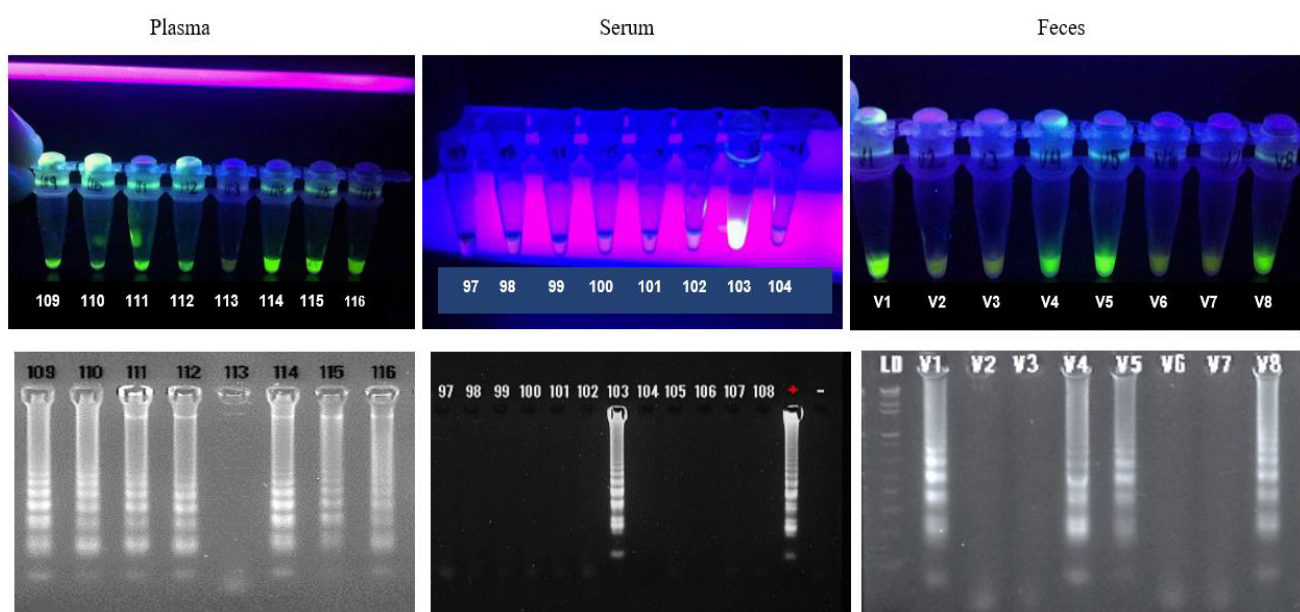 Plasma
Serum
Feces
109 110 111 112 113 114 115 116
97 98 99 100 101 102 103 104
V1 V2 V3 V4 V5 V6 V7 V8
109 110 111 112 113 114 115 116
97 98 99 100 101 102 103 104 105 106 107 108 + -
LD V1 V2 V3 V4 V5 V6 V7 V8